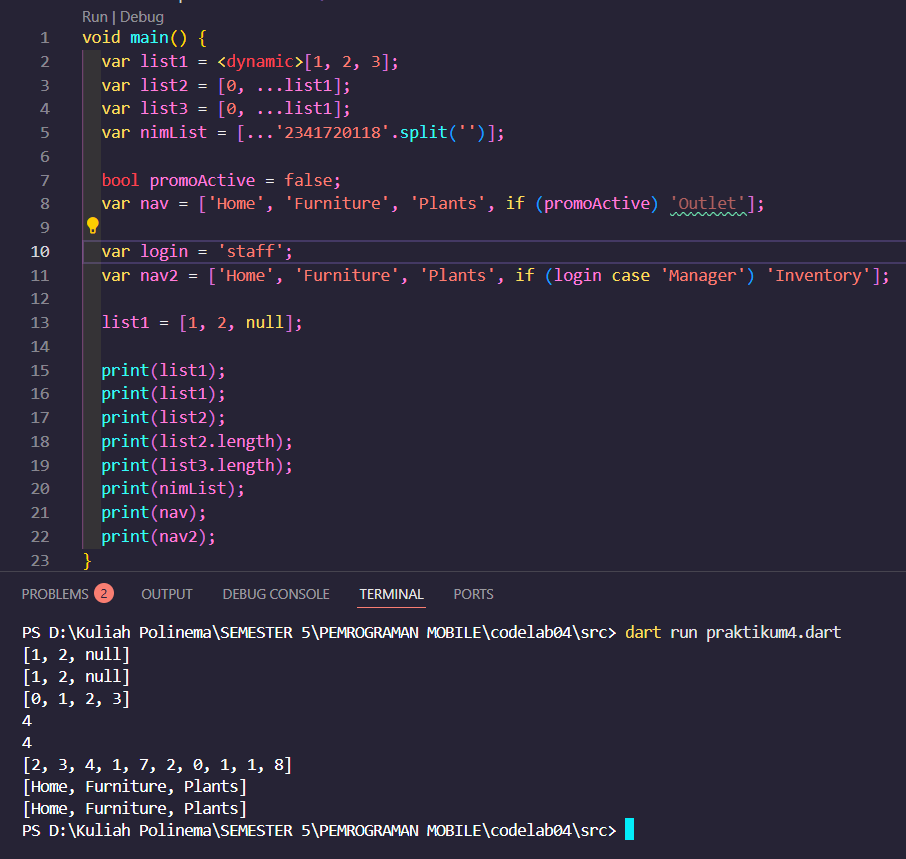 Run | Debug
1 void main() {
2 var list1 = <dynamic>[1, 2, 3];
3 var list2 = [0, ...list1];
4 var list3 = [0, ...list1];
5 var nimList = [...'2341720118'.split('')];
6
7 bool promoActive = false;
8 var nav = ['Home', 'Furniture', 'Plants', if (promoActive) 'Outlet'];
9
10 var login = 'staff';
11 var nav2 = ['Home', 'Furniture', 'Plants', if (login case 'Manager') 'Inventory'];
12
13 list1 = [1, 2, null];
14
15 print(list1);
16 print(list1);
17 print(list2);
18 print(list2.length);
19 print(list3.length);
20 print(nimList);
21 print(nav);
22 print(nav2);
23 }
PROBLEMS 2 OUTPUT DEBUG CONSOLE TERMINAL PORTS
PS D:\Kuliah Polinema\SEMESTER 5\PEMROGRAMAN MOBILE\codelab04\src> dart run praktikum4.dart
[1, 2, null]
[1, 2, null]
[0, 1, 2, 3]
4
4
[2, 3, 4, 1, 7, 2, 0, 1, 1, 8]
[Home, Furniture, Plants]
[Home, Furniture, Plants]
PS D:\Kuliah Polinema\SEMESTER 5\PEMROGRAMAN MOBILE\codelab04\src>